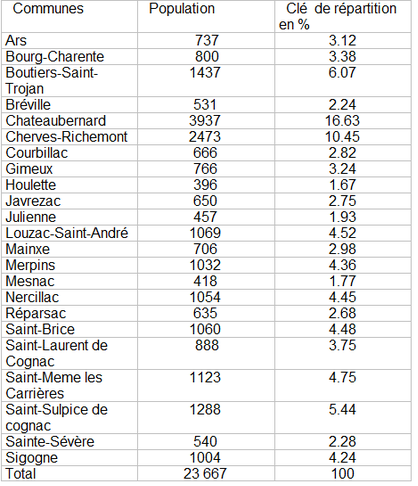 Communes Population Clé de répartition
en %
Ars 737 3.12
Bourg-Charente 800 3.38
Boutiers-Saint- 1437 6.07
Trojan
Bréville 531 2.24
Chateaubernard 3937 16.63
Cherves-Richemont 2473 10.45
Courbillac 666 2.82
Gimeux 766 3.24
Houlette 396 1.67
Javrezac 650 2.75
Julienne 457 1.93
Louzac-Saint-André 1069 4.52
Mainxe 706 2.98
Merpins 1032 4.36
Mesnac 418 1.77
Nercillac 1054 4.45
Réparsac 635 2.68
Saint-Brice 1060 4.48
Saint-Laurent de 888 3.75
Cognac
Saint-Meme les 1123 4.75
Carrières
Saint-Sulpice de 1288 5.44
cognac
Sainte-Sévère 540 2.28
Sigogne 1004 4.24
Total 23 667 100